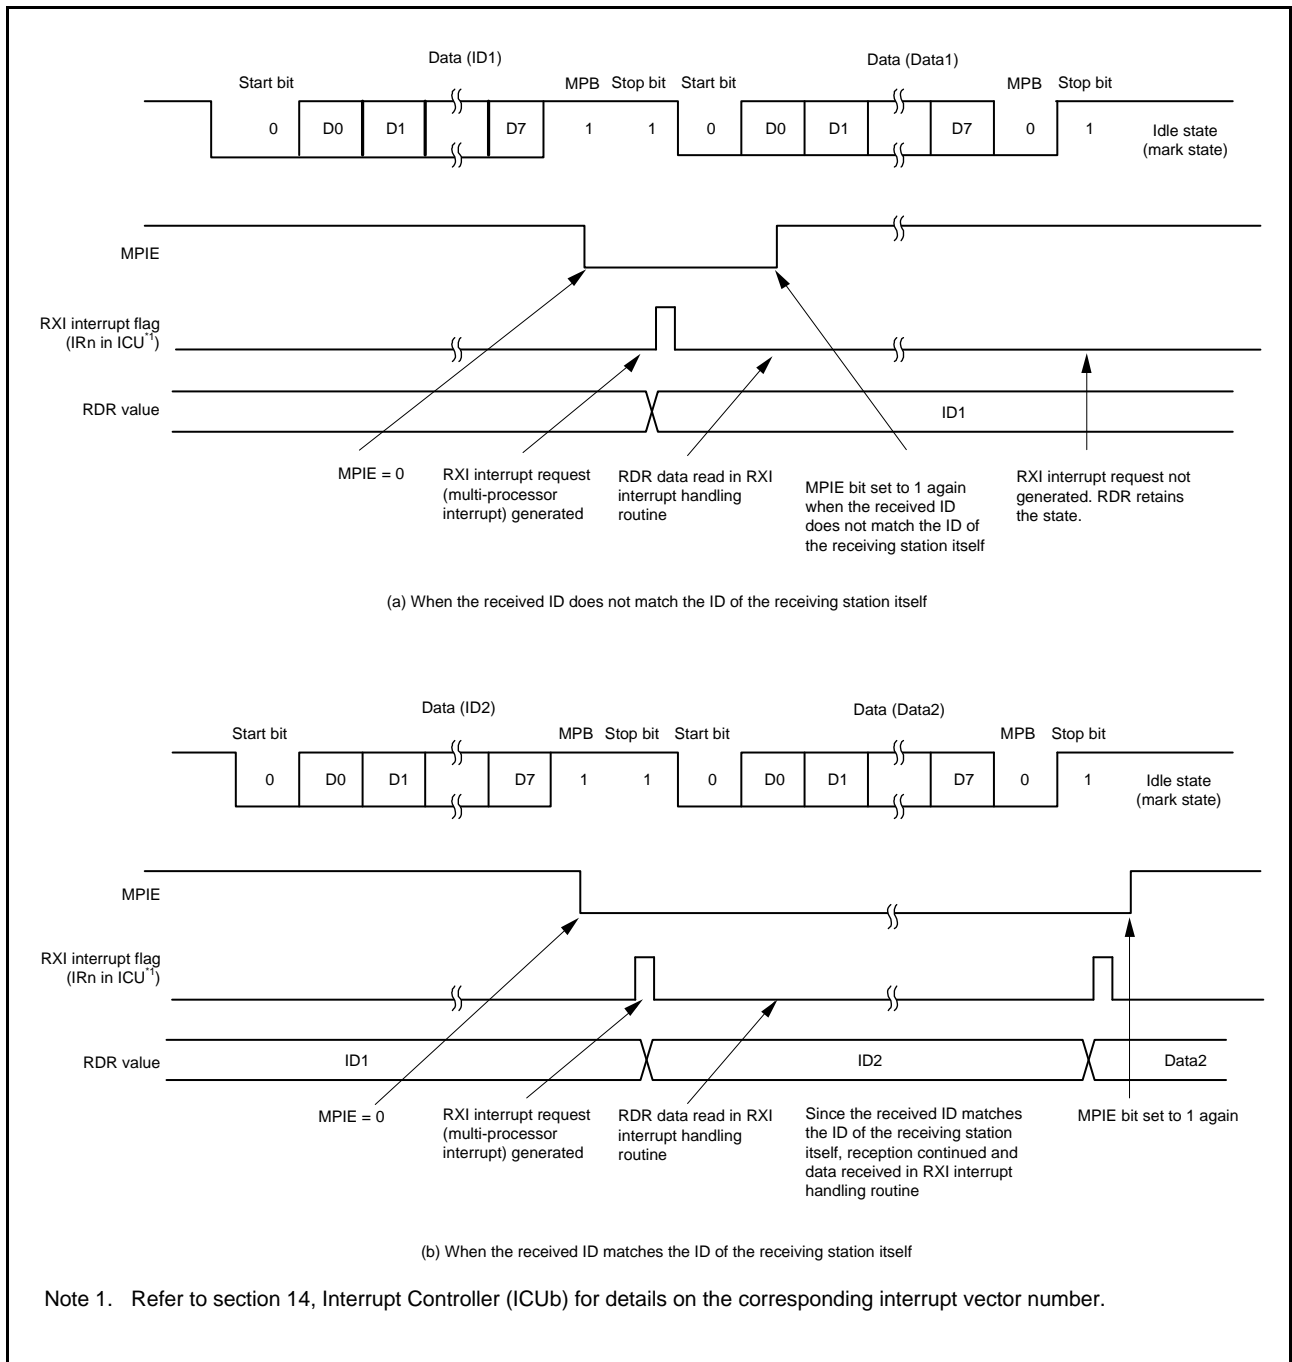 Data (ID1)
Data (Data1)
Start bit
MPB
Stop bit
Start bit
MPB
Stop bit
0
D0
D1
D7
1
1
0
D0
D1
D7
0
1
Idle state
(mark state)
MPIE
RXI interrupt flag
(IRn in ICU*1)
RDR value
ID1
MPIE = 0
RXI interrupt request
(multi-processor
interrupt) generated
RDR data read in RXI
interrupt handling
routine
MPIE bit set to 1 again
when the received ID
does not match the ID of
the receiving station itself
RXI interrupt request not
generated. RDR retains
the state.
(a) When the received ID does not match the ID of the receiving station itself
Data (ID2)
Data (Data2)
Start bit
MPB
Stop bit
Start bit
MPB
Stop bit
0
D0
D1
D7
1
1
0
D0
D1
D7
0
1
Idle state
(mark state)
MPIE
RXI interrupt flag
(IRn in ICU*1)
RDR value
ID1
ID2
Data2
MPIE = 0
RXI interrupt request
(multi-processor
interrupt) generated
RDR data read in RXI
interrupt handling
routine
Since the received ID matches
the ID of the receiving station
itself, reception continued and
data received in RXI interrupt
handling routine
MPIE bit set to 1 again
(b) When the received ID matches the ID of the receiving station itself
Note 1. Refer to section 14, Interrupt Controller (ICUb) for details on the corresponding interrupt vector number.